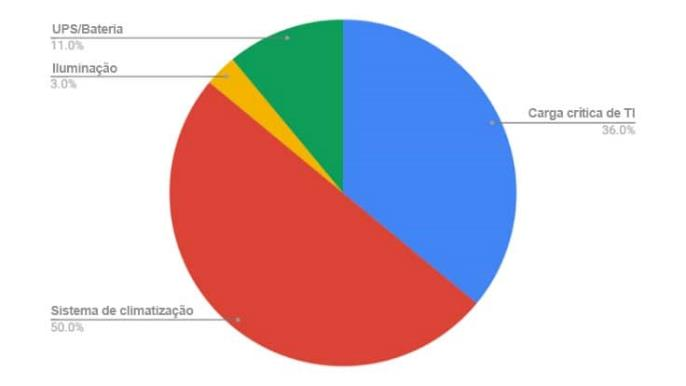 UPS/Bateria
11.0%
Iluminação
3.0%
Carga crítica de TI
36.0%
Sistema de climatização
50.0%